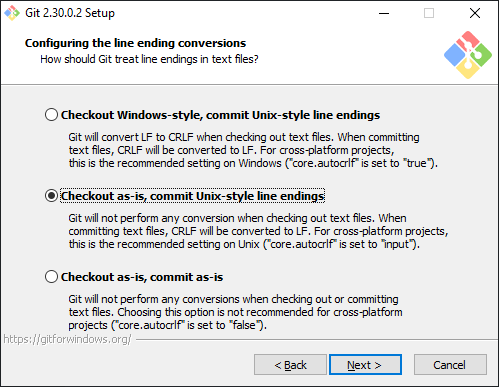 Git 2.30.0.2 Setup
Configuring the line ending conversions
How should Git treat line endings in text files?
Checkout Windows-style, commit Unix-style line endings
Git will convert LF to CRLF when checking out text files. When committing
text files, CRLF will be converted to LF. For cross-platform projects,
this is the recommended setting on Windows ("core.autocrlf" is set to "true").
Checkout as-is, commit Unix-style line endings
Git will not perform any conversion when checking out text files. When
committing text files, CRLF will be converted to LF. For cross-platform projects,
this is the recommended setting on Unix ("core.autocrlf" is set to "input").
Checkout as-is, commit as-is
Git will not perform any conversions when checking out or committing
text files. Choosing this option is not recommended for cross-platform
projects ("core.autocrlf" is set to "false").
https://gitforwindows.org/
< Back
Next >
Cancel